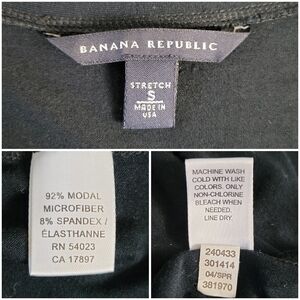 BANANA REPUBLIC
STRETCH
S
MADE IN
USA
92% MODAL
MICROFIBER
8% SPANDEX /
ÉLASTHANNE
RN 54023
CA 17897
MACHINE WASH
COLD WITH LIKE
COLORS. ONLY
NON-CHLORINE
BLEACH WHEN
NEEDED.
LINE DRY.
240433
301414
04/SPR
381970